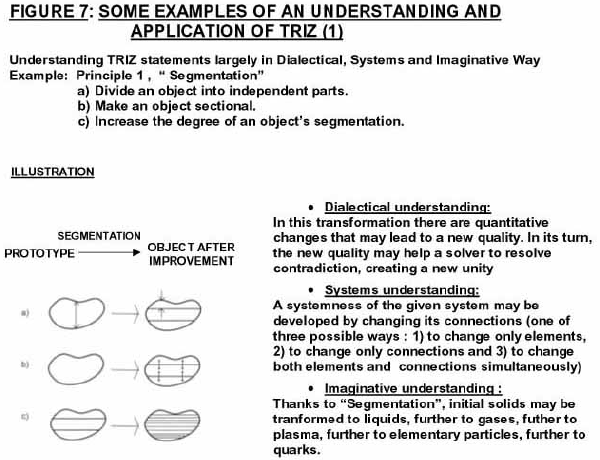 FIGURE 7: SOME EXAMPLES OF AN UNDERSTANDING AND
APPLICATION OF TRIZ (1)
Understanding TRIZ statements largely in Dialectical, Systems and Imaginative Way
Example: Principle 1 , “ Segmentation”
a) Divide an object into independent parts.
b) Make an object sectional.
c) Increase the degree of an object’s segmentation.
ILLUSTRATION
SEGMENTATION
PROTOTYPE
OBJECT AFTER
IMPROVEMENT
a)
b)
c)
• Dialectical understanding:
In this transformation there are quantitative
changes that may lead to a new quality. In its turn,
the new quality may help a solver to resolve
contradiction, creating a new unity
• Systems understanding:
A systemness of the given system may be
developed by changing its connections (one of
three possible ways : 1) to change only elements,
2) to change only connections and 3) to change
both elements and connections simultaneously)
• Imaginative understanding :
Thanks to “Segmentation”, initial solids may be
tranformed to liquids, further to gases, futher to
plasma, further to elementary particles, further to
quarks.